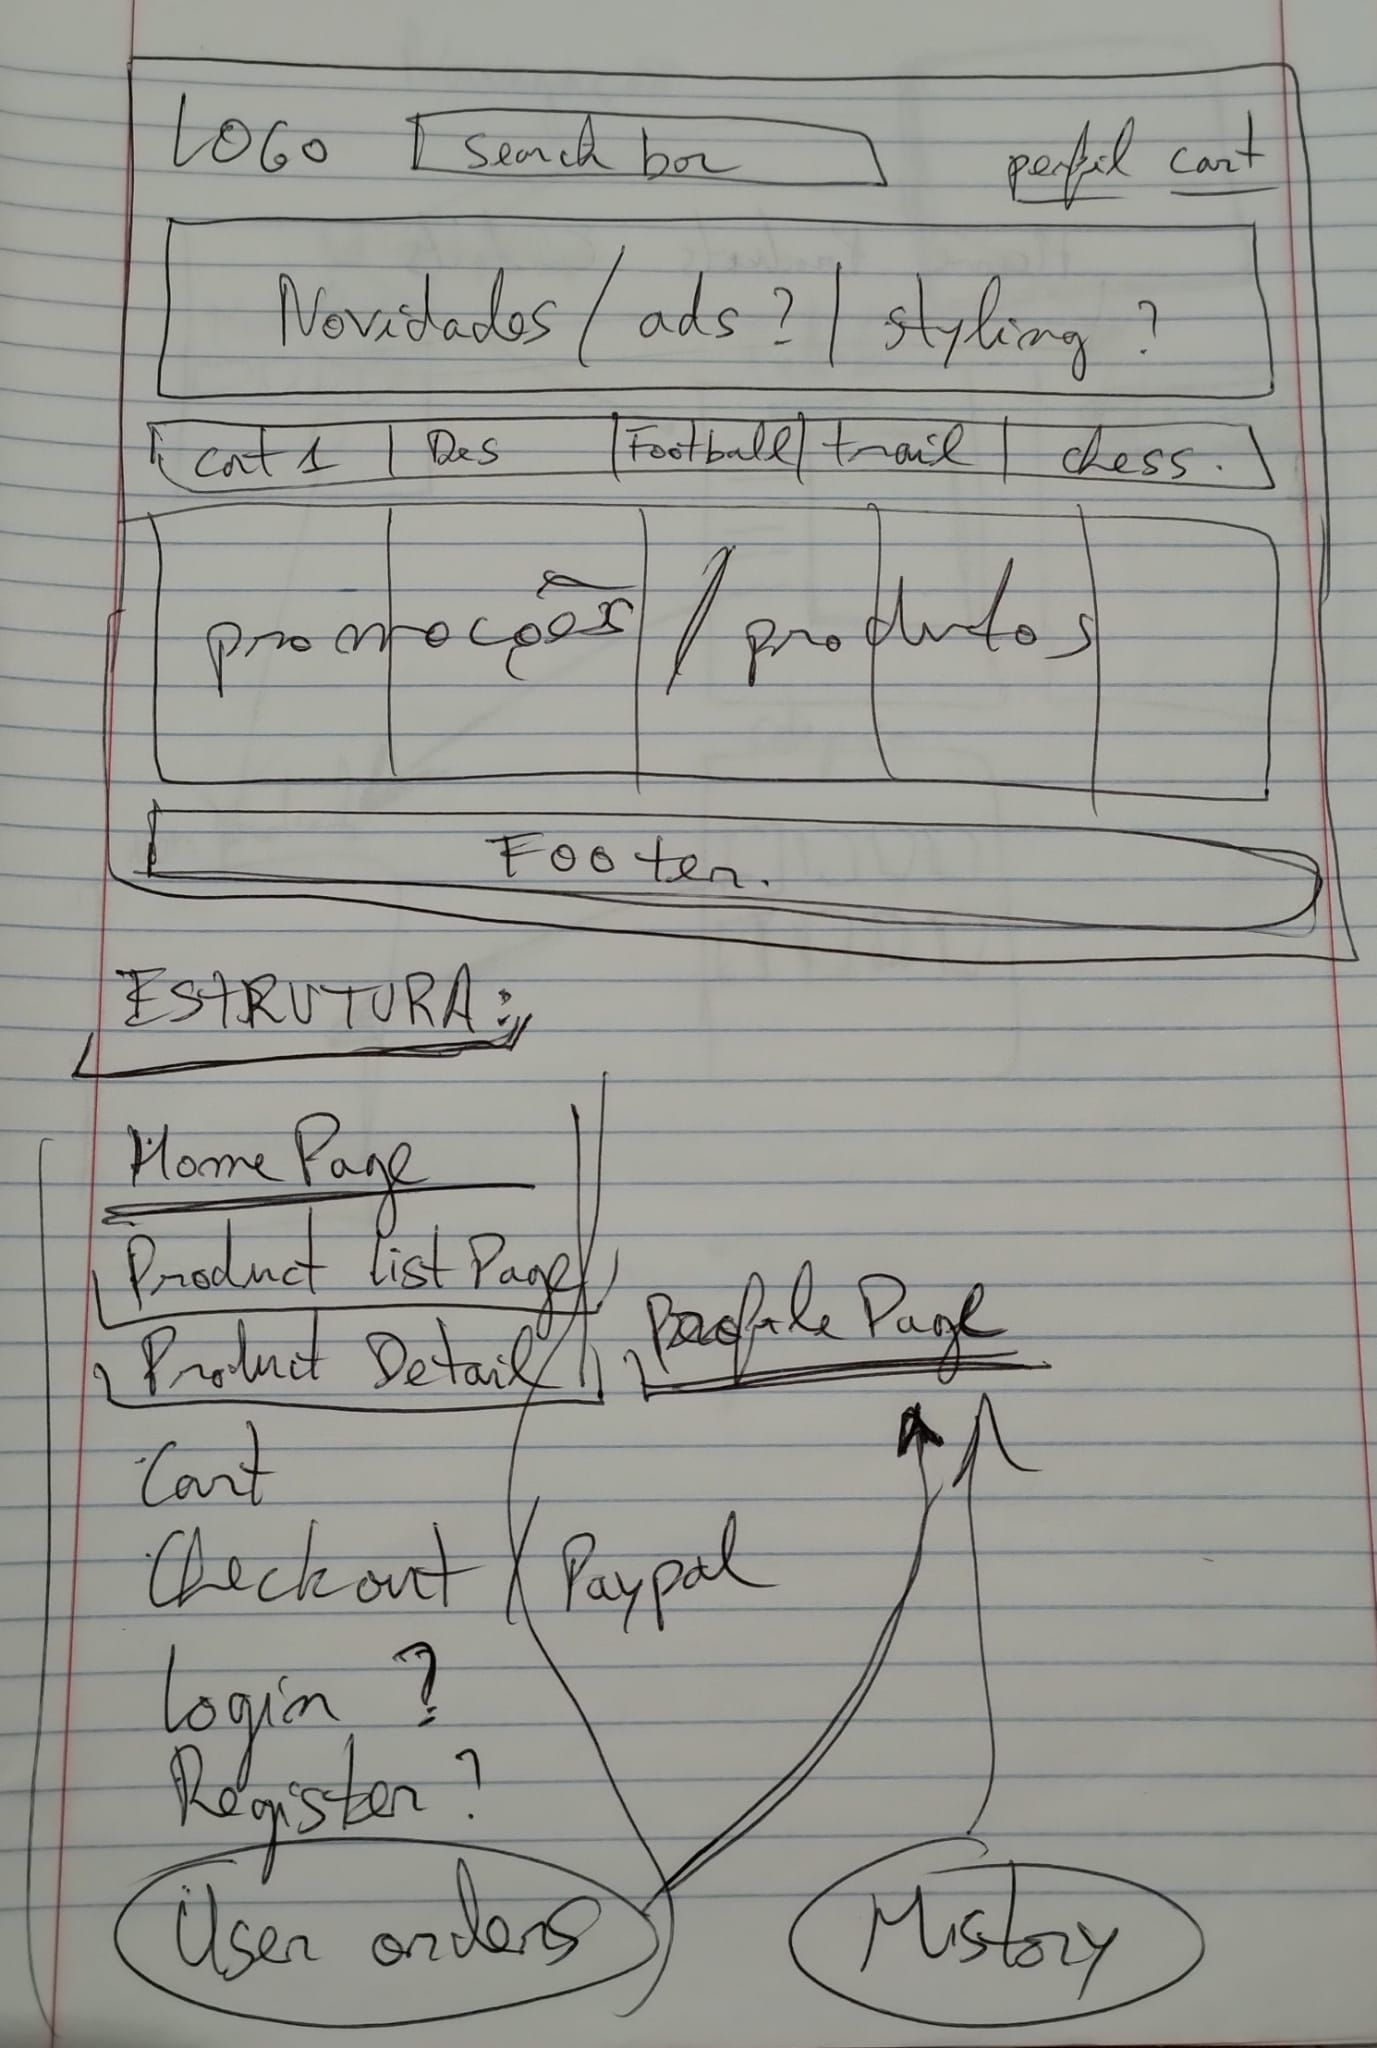 LOGO search box perfil cart
Novidades / ads ? / styling ?
cat 1 | Des | Football | trail | chess.
promoções / produtos
Footer.
ESTRUTURA:
Home Page
Product list Page
Profile Page
Product Detail
Cart
Checkout / Paypal
Login ?
Register ?
User orders
History